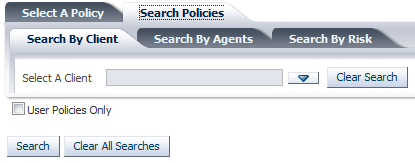 Select A Policy Search Policies
Search By Client Search By Agents Search By Risk
Select A Client Clear Search
User Policies Only
Search Clear All Searches